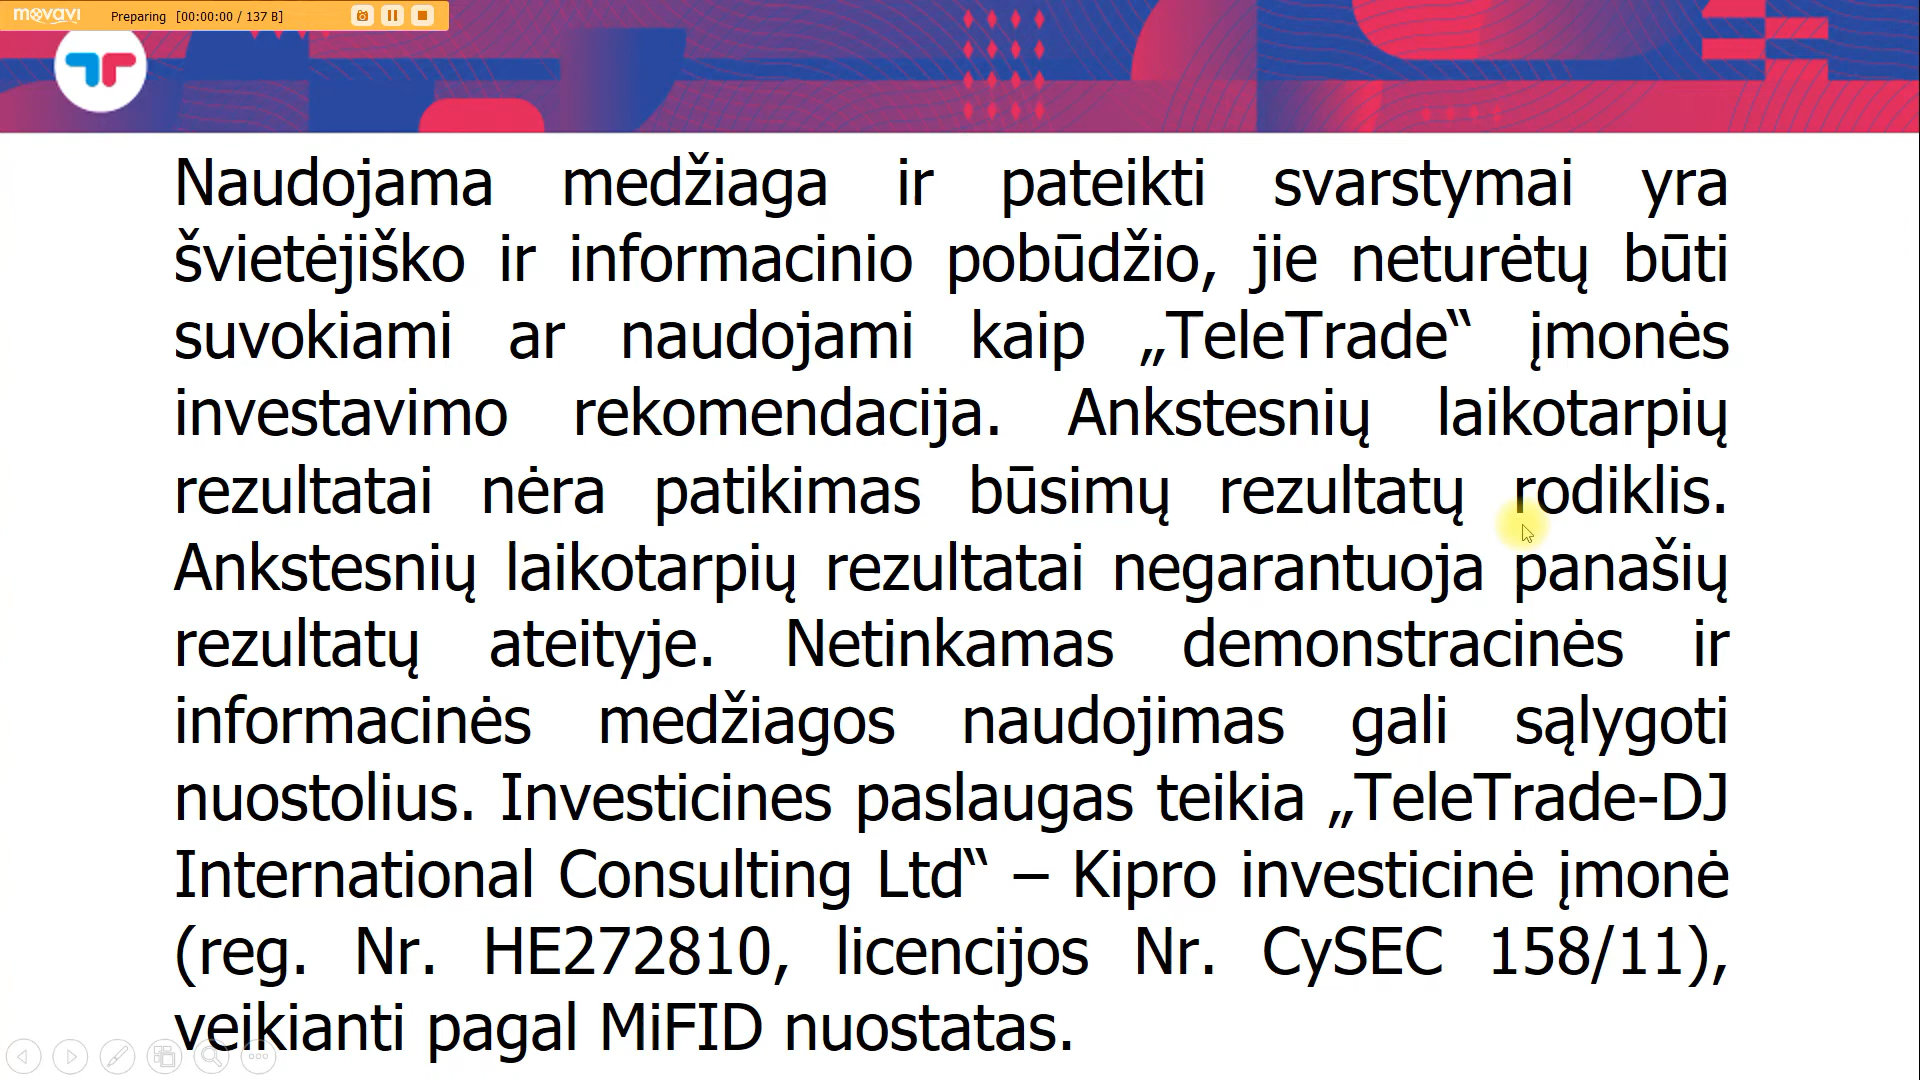 movavi Preparing [00:00:00 / 137 B]
Naudojama medžiaga ir pateikti svarstymai yra
švietėjiško ir informacinio pobūdžio, jie neturėtų būti
suvokiami ar naudojami kaip „TeleTrade“ įmonės
investavimo rekomendacija. Ankstesnių laikotarpių
rezultatai nėra patikimas būsimų rezultatų rodiklis.
Ankstesnių laikotarpių rezultatai negarantuoja panašių
rezultatų ateityje. Netinkamas demonstracinės ir
informacinės medžiagos naudojimas gali sąlygoti
nuostolius. Investicines paslaugas teikia „TeleTrade-DJ
International Consulting Ltd“ – Kipro investicinė įmonė
(reg. Nr. HE272810, licencijos Nr. CySEC 158/11),
veikianti pagal MiFID nuostatas.